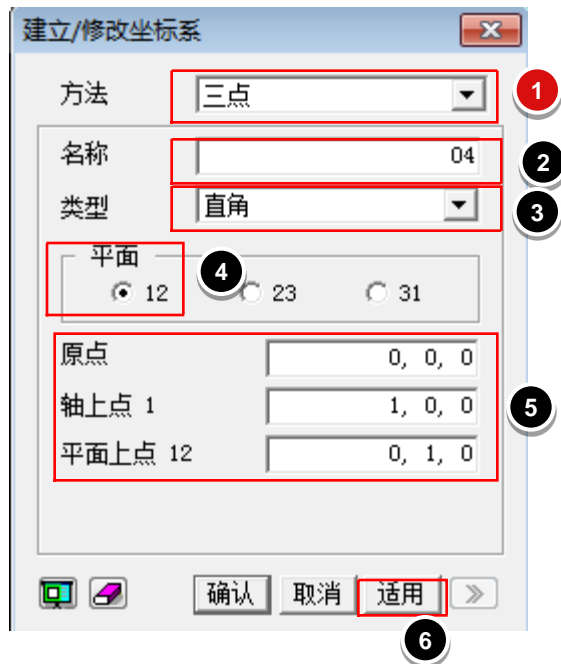 建立/修改坐标系
方法 三点 1
名称 04 2
类型 直角 3
平面 4
12 23 31
原点 0, 0, 0
轴上点 1 1, 0, 0 5
平面上点 12 0, 1, 0
确认 取消 适用
6